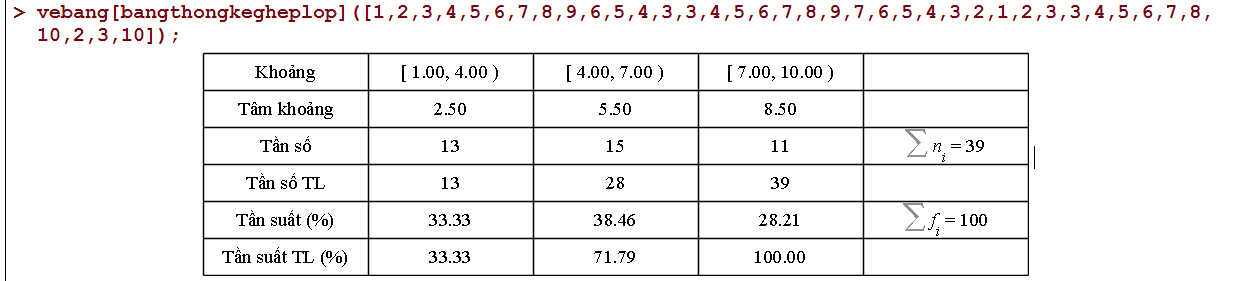 > vebang[bangthongkegheplop]([1,2,3,4,5,6,7,8,9,6,5,4,3,3,4,5,6,7,8,9,7,6,5,4,3,2,1,2,3,3,4,5,6,7,8,
10,2,3,10]);
Khoảng [ 1.00, 4.00 ) [ 4.00, 7.00 ) [ 7.00, 10.00 )
Tâm khoảng 2.50 5.50 8.50
Tần số 13 15 11 ∑ n_i = 39
Tần số TL 13 28 39
Tần suất (%) 33.33 38.46 28.21 ∑ f_i = 100
Tần suất TL (%) 33.33 71.79 100.00